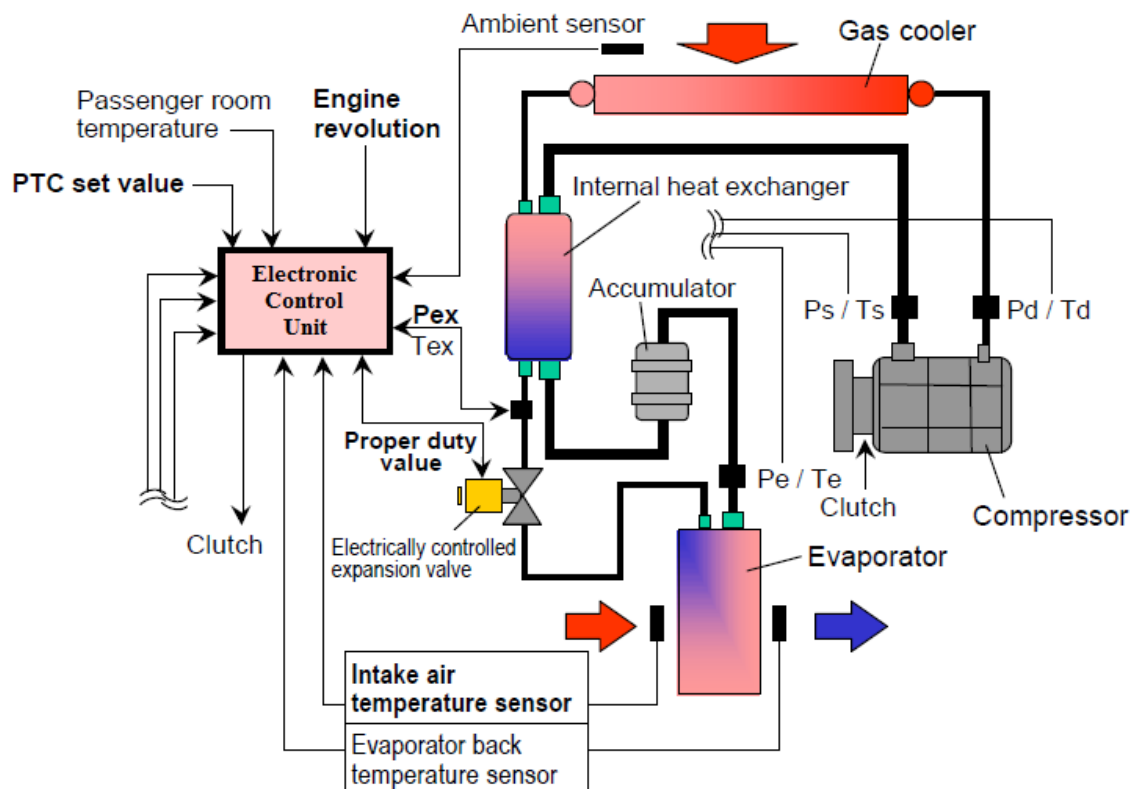 Ambient sensor
Gas cooler
Passenger room
temperature
Engine
revolution
PTC set value
Internal heat exchanger
Electronic
Control
Unit
Pex
Tex
Accumulator
Ps / Ts
Pd / Td
Proper duty
value
Pe / Te
Clutch
Compressor
Clutch
Electrically controlled
expansion valve
Evaporator
Intake air
temperature sensor
Evaporator back
temperature sensor